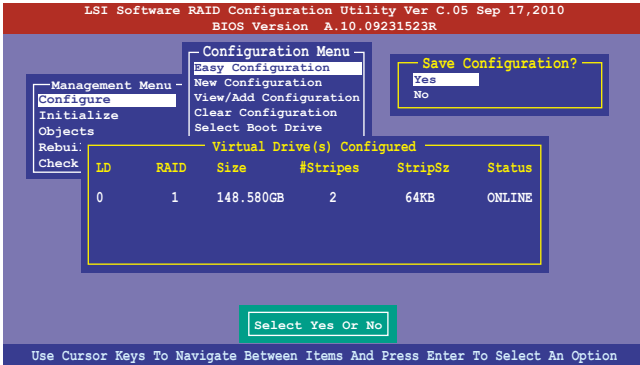 LSI Software RAID Configuration Utility Ver C.05 Sep 17,2010
BIOS Version A.10.09231523R
Configuration Menu
Easy Configuration
New Configuration
View/Add Configuration
Clear Configuration
Select Boot Drive
Save Configuration?
Yes
No
Management Menu
Configure
Initialize
Objects
Rebui
Check
Virtual Drive(s) Configured
LD RAID Size #Stripes StripSz Status
0 1 148.580GB 2 64KB ONLINE
Select Yes Or No
Use Cursor Keys To Navigate Between Items And Press Enter To Select An Option